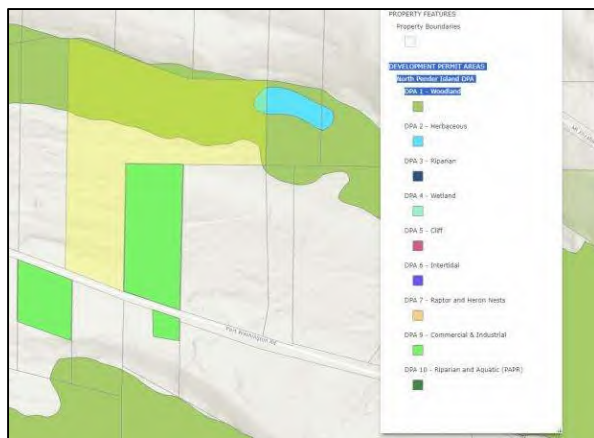 PROPERTY FEATURES
Property Boundaries
DEVELOPMENT PERMIT AREAS
North Pender Island DPA
DPA 1 - Woodland
DPA 2 - Herbaceous
DPA 3 - Riparian
DPA 4 - Wetland
DPA 5 - Cliff
DPA 6 - Intertidal
DPA 7 - Raptor and Heron Nests
DPA 9 - Commercial & Industrial
DPA 10 - Riparian and Aquatic (PAPR)
Port Washington Rd